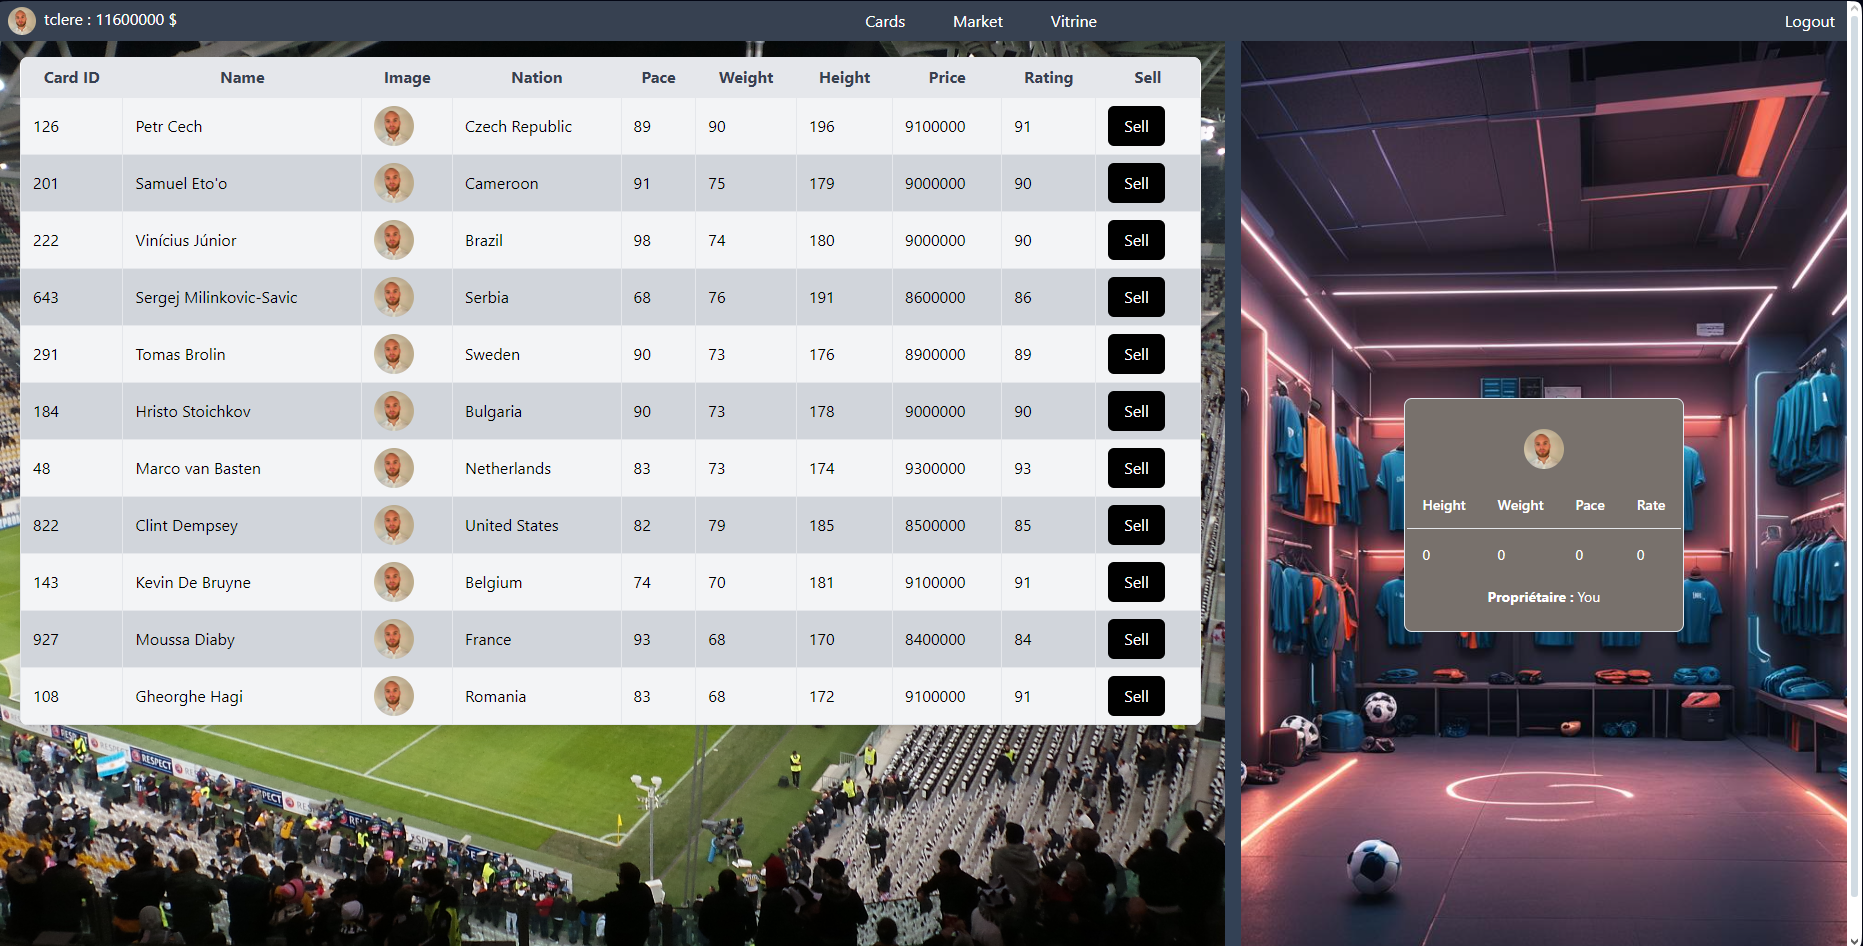 tclere : 11600000 $ Cards Market Vitrine Logout
Card ID Name Image Nation Pace Weight Height Price Rating Sell
126 Petr Cech Czech Republic 89 90 196 9100000 91 Sell
201 Samuel Eto'o Cameroon 91 75 179 9000000 90 Sell
222 Vinícius Júnior Brazil 98 74 180 9000000 90 Sell
643 Sergej Milinkovic-Savic Serbia 68 76 191 8600000 86 Sell
291 Tomas Brolin Sweden 90 73 176 8900000 89 Sell
184 Hristo Stoichkov Bulgaria 90 73 178 9000000 90 Sell
48 Marco van Basten Netherlands 83 73 174 9300000 93 Sell
822 Clint Dempsey United States 82 79 185 8500000 85 Sell
143 Kevin De Bruyne Belgium 74 70 181 9100000 91 Sell
927 Moussa Diaby France 93 68 170 8400000 84 Sell
108 Gheorghe Hagi Romania 83 68 172 9100000 91 Sell
RESPECT
Height Weight Pace Rate
0 0 0 0
Propriétaire : You